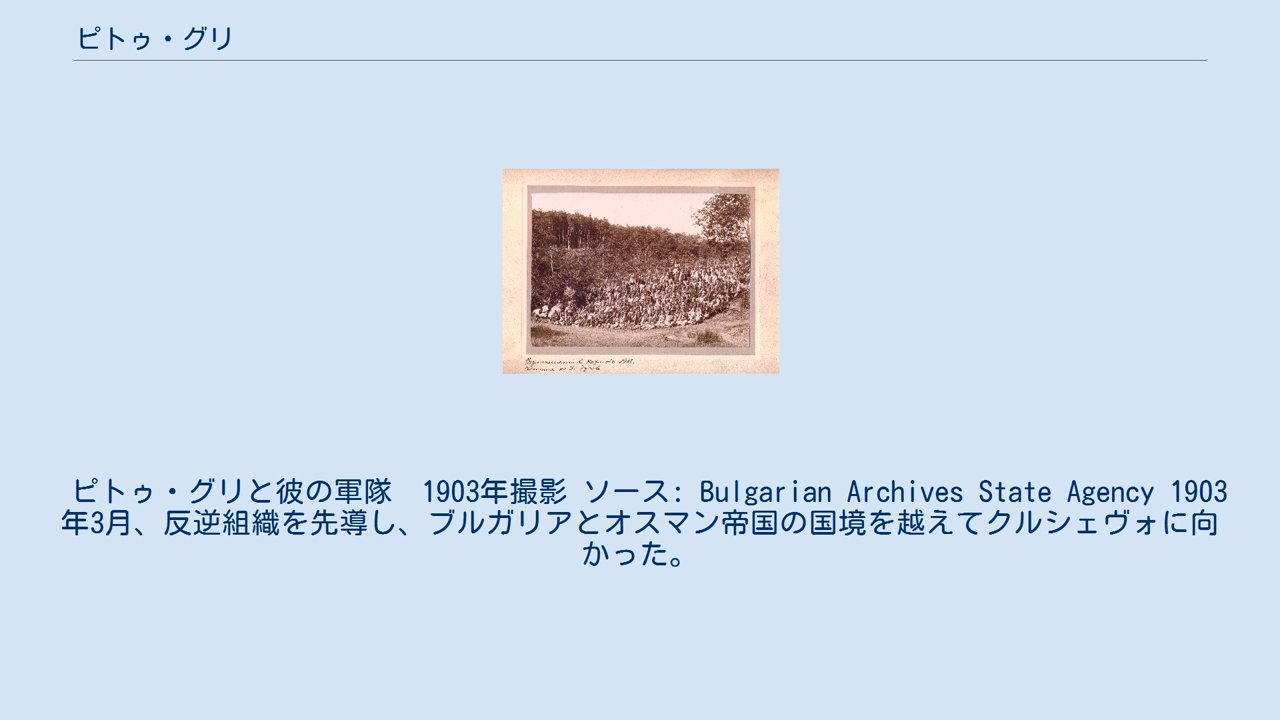 ピトゥ・グリ
ピトゥ・グリと彼の軍隊　1903年撮影 ソース: Bulgarian Archives State Agency 1903
年3月、反逆組織を先導し、ブルガリアとオスマン帝国の国境を越えてクルシェヴォに向
かった。